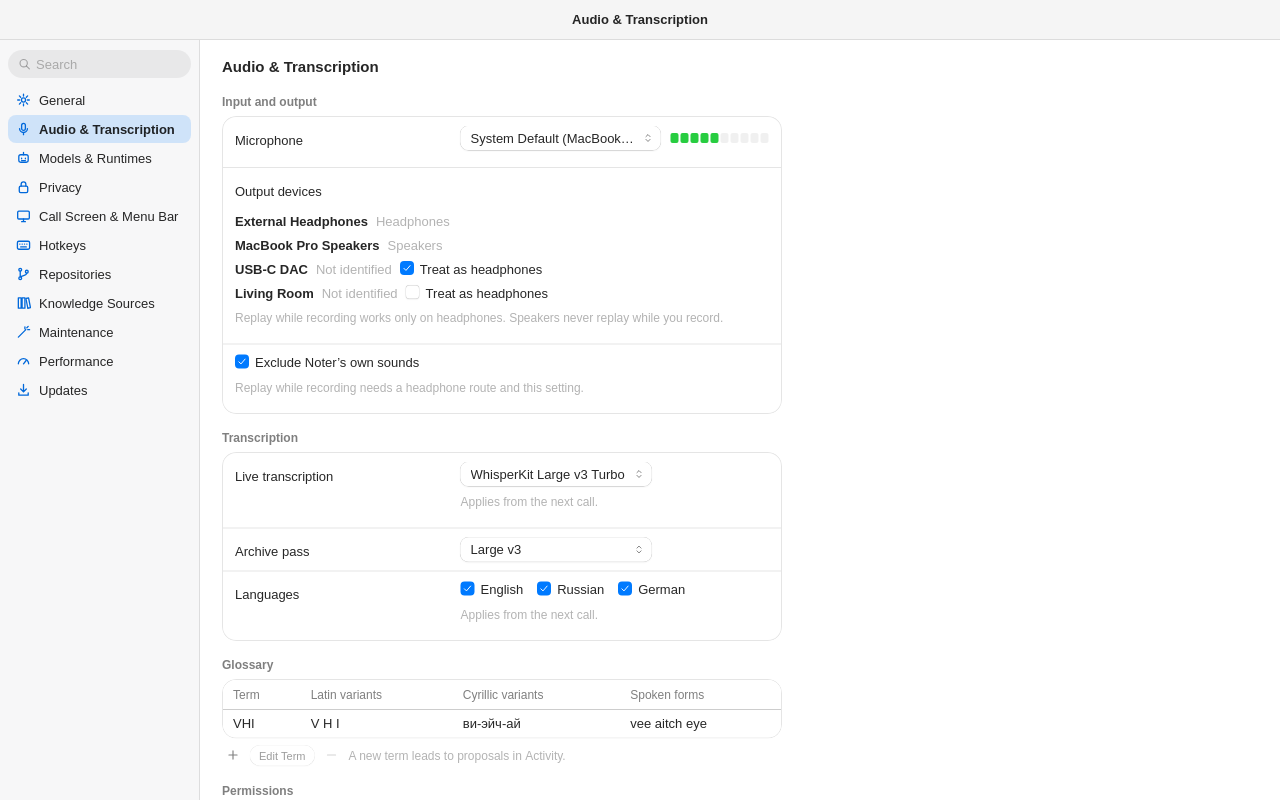 Audio & Transcription
Search
General
Audio & Transcription
Models & Runtimes
Privacy
Call Screen & Menu Bar
Hotkeys
Repositories
Knowledge Sources
Maintenance
Performance
Updates
Audio & Transcription
Input and output
Microphone System Default (MacBook…
Output devices
External Headphones Headphones
MacBook Pro Speakers Speakers
USB-C DAC Not identified Treat as headphones
Living Room Not identified Treat as headphones
Replay while recording works only on headphones. Speakers never replay while you record.
Exclude Noter’s own sounds
Replay while recording needs a headphone route and this setting.
Transcription
Live transcription WhisperKit Large v3 Turbo
Applies from the next call.
Archive pass Large v3
Languages English Russian German
Applies from the next call.
Glossary
Term Latin variants Cyrillic variants Spoken forms
VHI V H I ви-эйч-ай vee aitch eye
Edit Term A new term leads to proposals in Activity.
Permissions